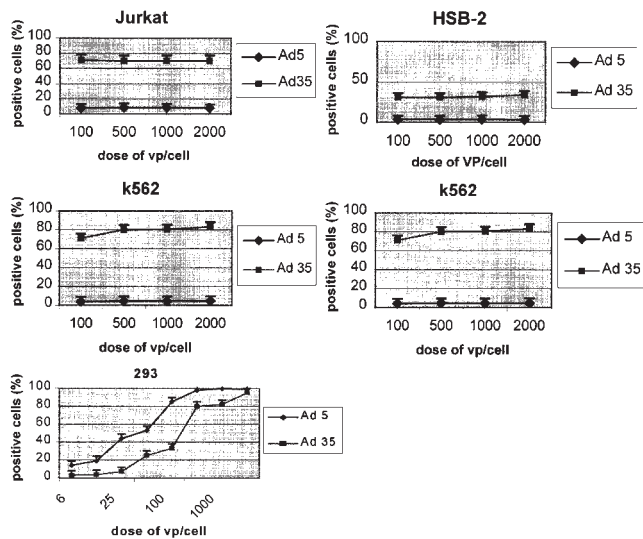 Jurkat
positive cells (%)
100
80
60
40
20
0
100 500 1000 2000
dose of vp/cell
Ad5
Ad35
HSB-2
positive cells (%)
100
50
0
100 500 1000 2000
dose of VP/cell
Ad 5
Ad 35
k562
positive cells (%)
100
80
60
40
20
0
100 500 1000 2000
dose of vp/cell
Ad 5
Ad 35
k562
positive cells (%)
100
80
60
40
20
0
100 500 1000 2000
dose of vp/cell
Ad 5
Ad 35
293
positive cells (%)
100
80
60
40
20
0
6 25 100 1000
dose of vp/cell
Ad 5
Ad 35